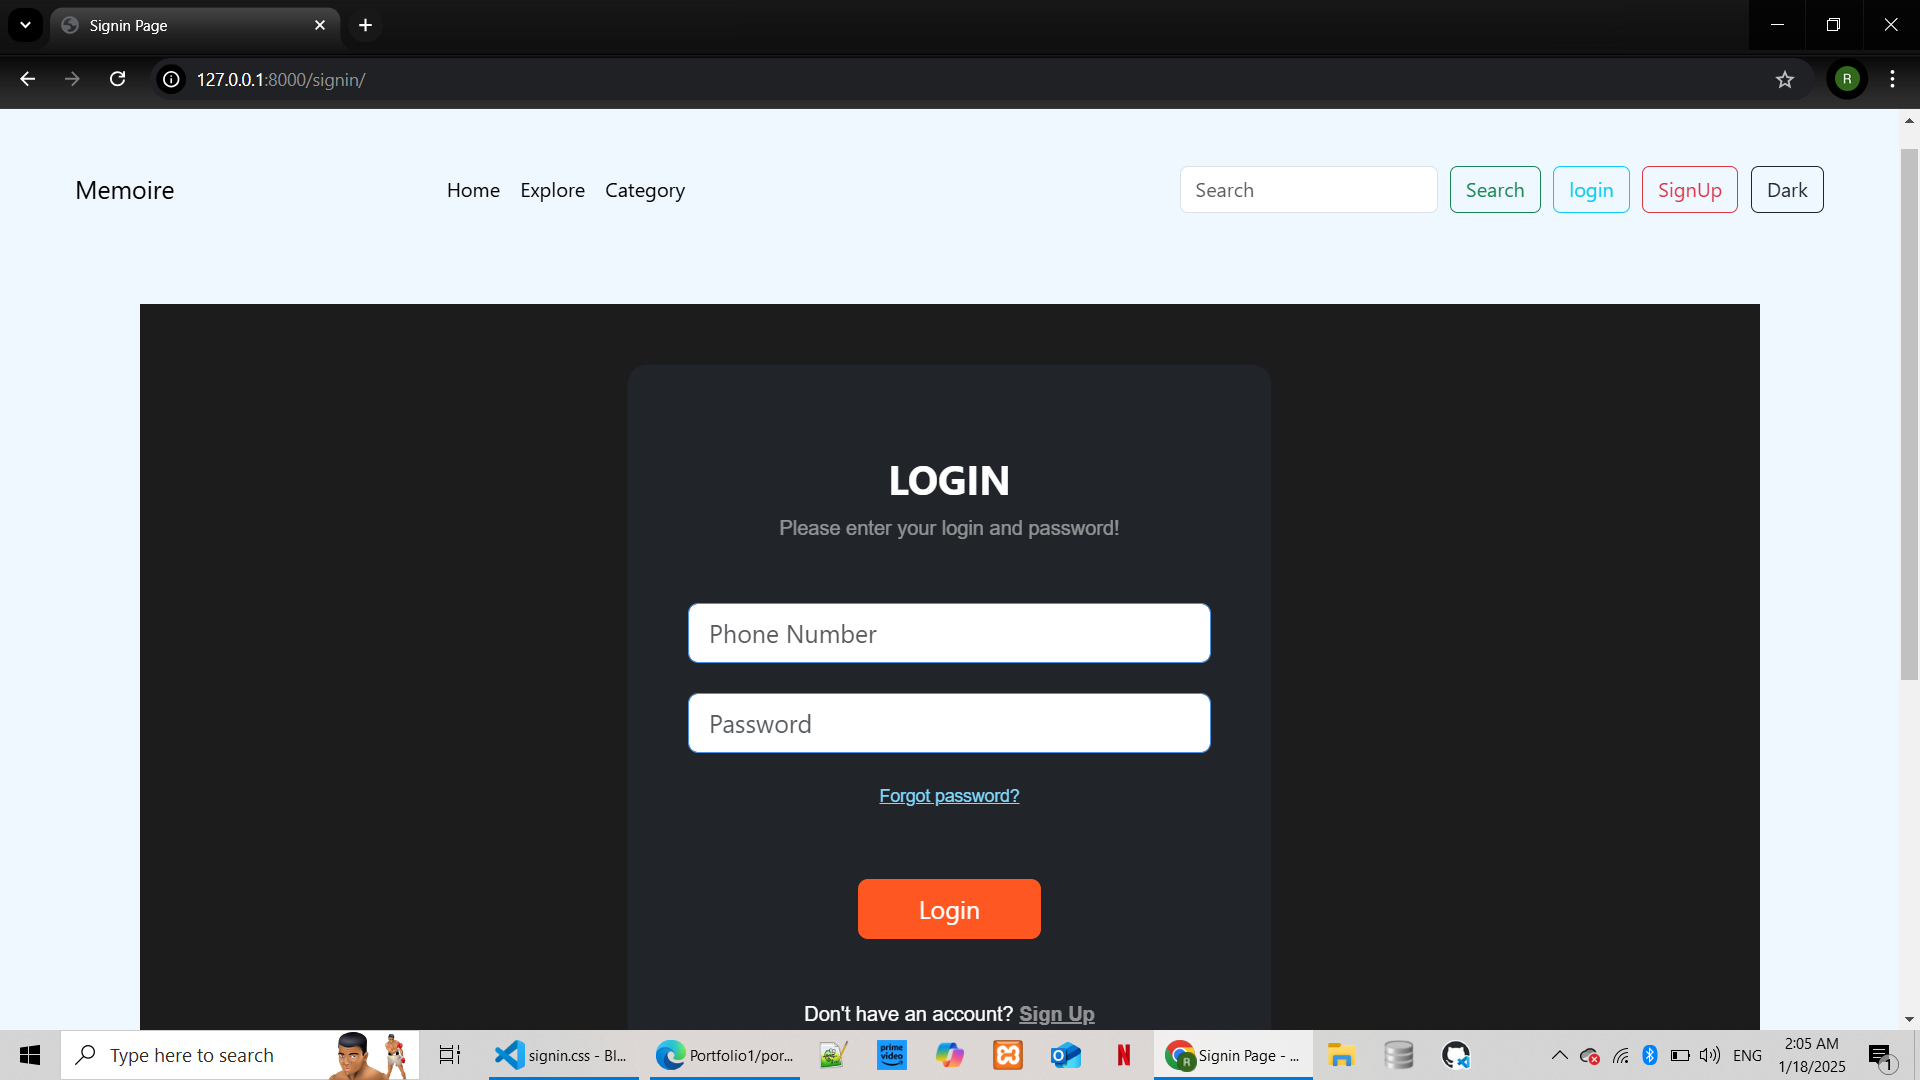 Signin Page
127.0.0.1:8000/signin/
R
Memoire
Home Explore Category
Search Search login SignUp Dark
LOGIN
Please enter your login and password!
Phone Number
Password
Forgot password?
Login
Don't have an account? Sign Up
Type here to search
signin.css - Bl...
Portfolio1/por...
prime video
N
R
Signin Page - ...
ENG
2:05 AM
1/18/2025
1